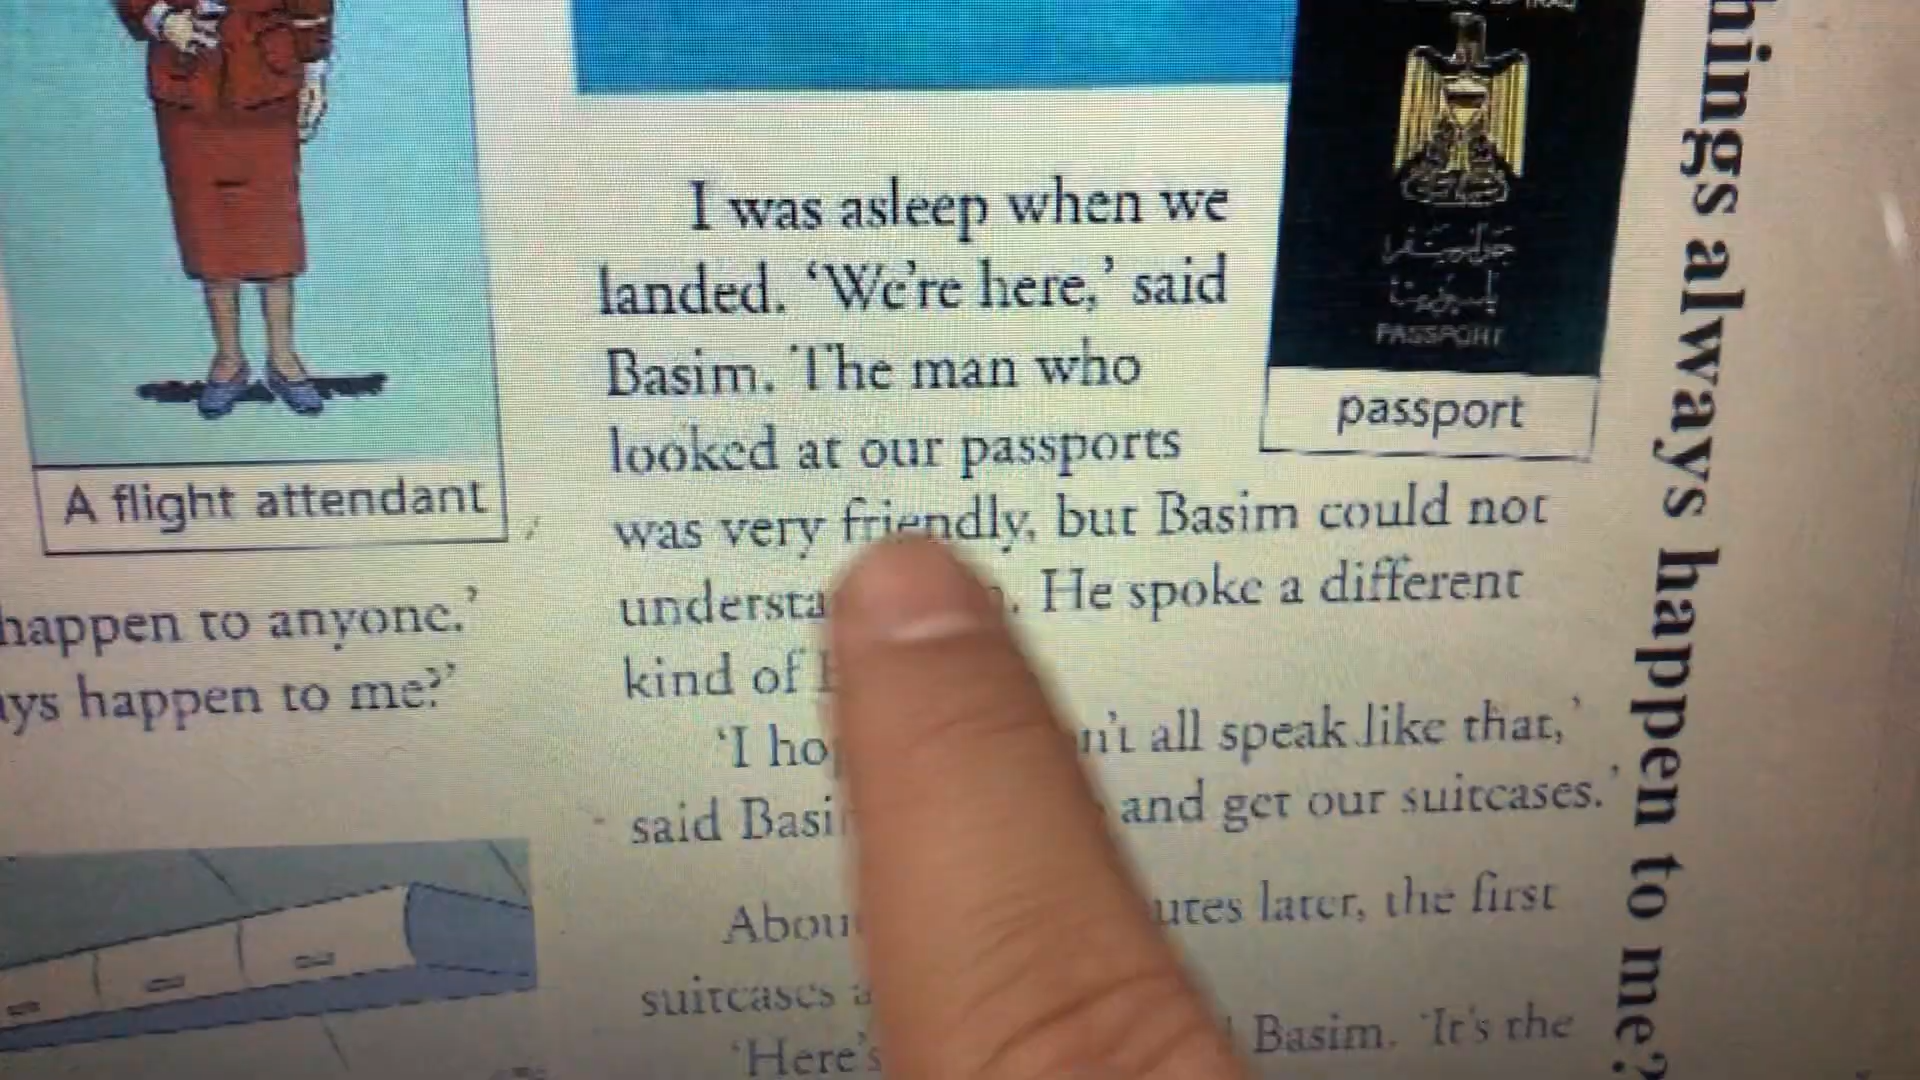 A flight attendant
happen to anyone.'
ays happen to me?'
I was asleep when we
landed. 'We're here,' said
Basim. The man who
looked at our passports
was very friendly, but Basim could not
understa . He spoke a different
kind of
'I ho n't all speak like that,'
said Basi and get our suitcases.'
Abou utes later, the first
suitcases
'Here's Basim. 'It's the
PASSPORT
passport
hings always happen to me?